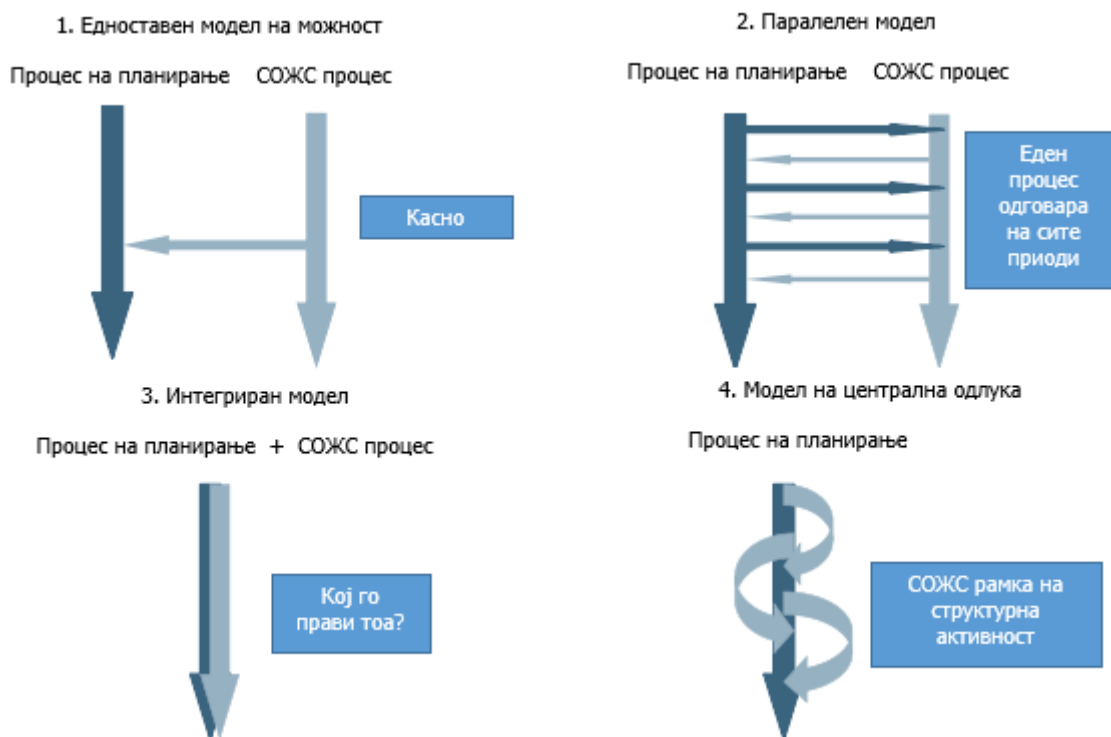 1. Едноставен модел на можност
Процес на планирање СОЖС процес
Касно
2. Паралелен модел
Процес на планирање СОЖС процес
Еден
процес
одговара
на сите
приоди
3. Интегриран модел
Процес на планирање + СОЖС процес
Кој го
прави тоа?
4. Модел на централна одлука
Процес на планирање
СОЖС рамка на
структурна
активност